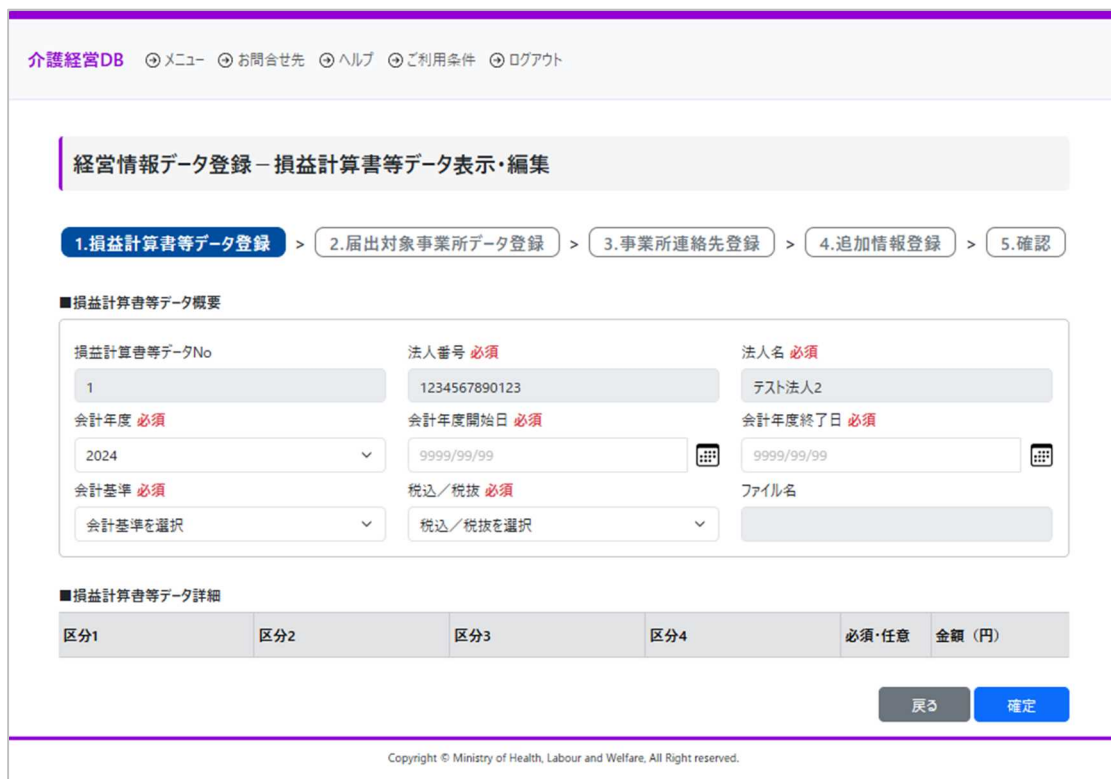 介護経営DB メニュー お問合せ先 ヘルプ ご利用条件 ログアウト
経営情報データ登録－損益計算書等データ表示・編集
1.損益計算書等データ登録 > 2.届出対象事業所データ登録 > 3.事業所連絡先登録 > 4.追加情報登録 > 5.確認
■損益計算書等データ概要
損益計算書等データNo 法人番号 必須 法人名 必須
1 1234567890123 テスト法人2
会計年度 必須 会計年度開始日 必須 会計年度終了日 必須
2024 9999/99/99 9999/99/99
会計基準 必須 税込／税抜 必須 ファイル名
会計基準を選択 税込／税抜を選択
■損益計算書等データ詳細
区分1 区分2 区分3 区分4 必須・任意 金額（円）
戻る 確定
Copyright © Ministry of Health, Labour and Welfare, All Right reserved.